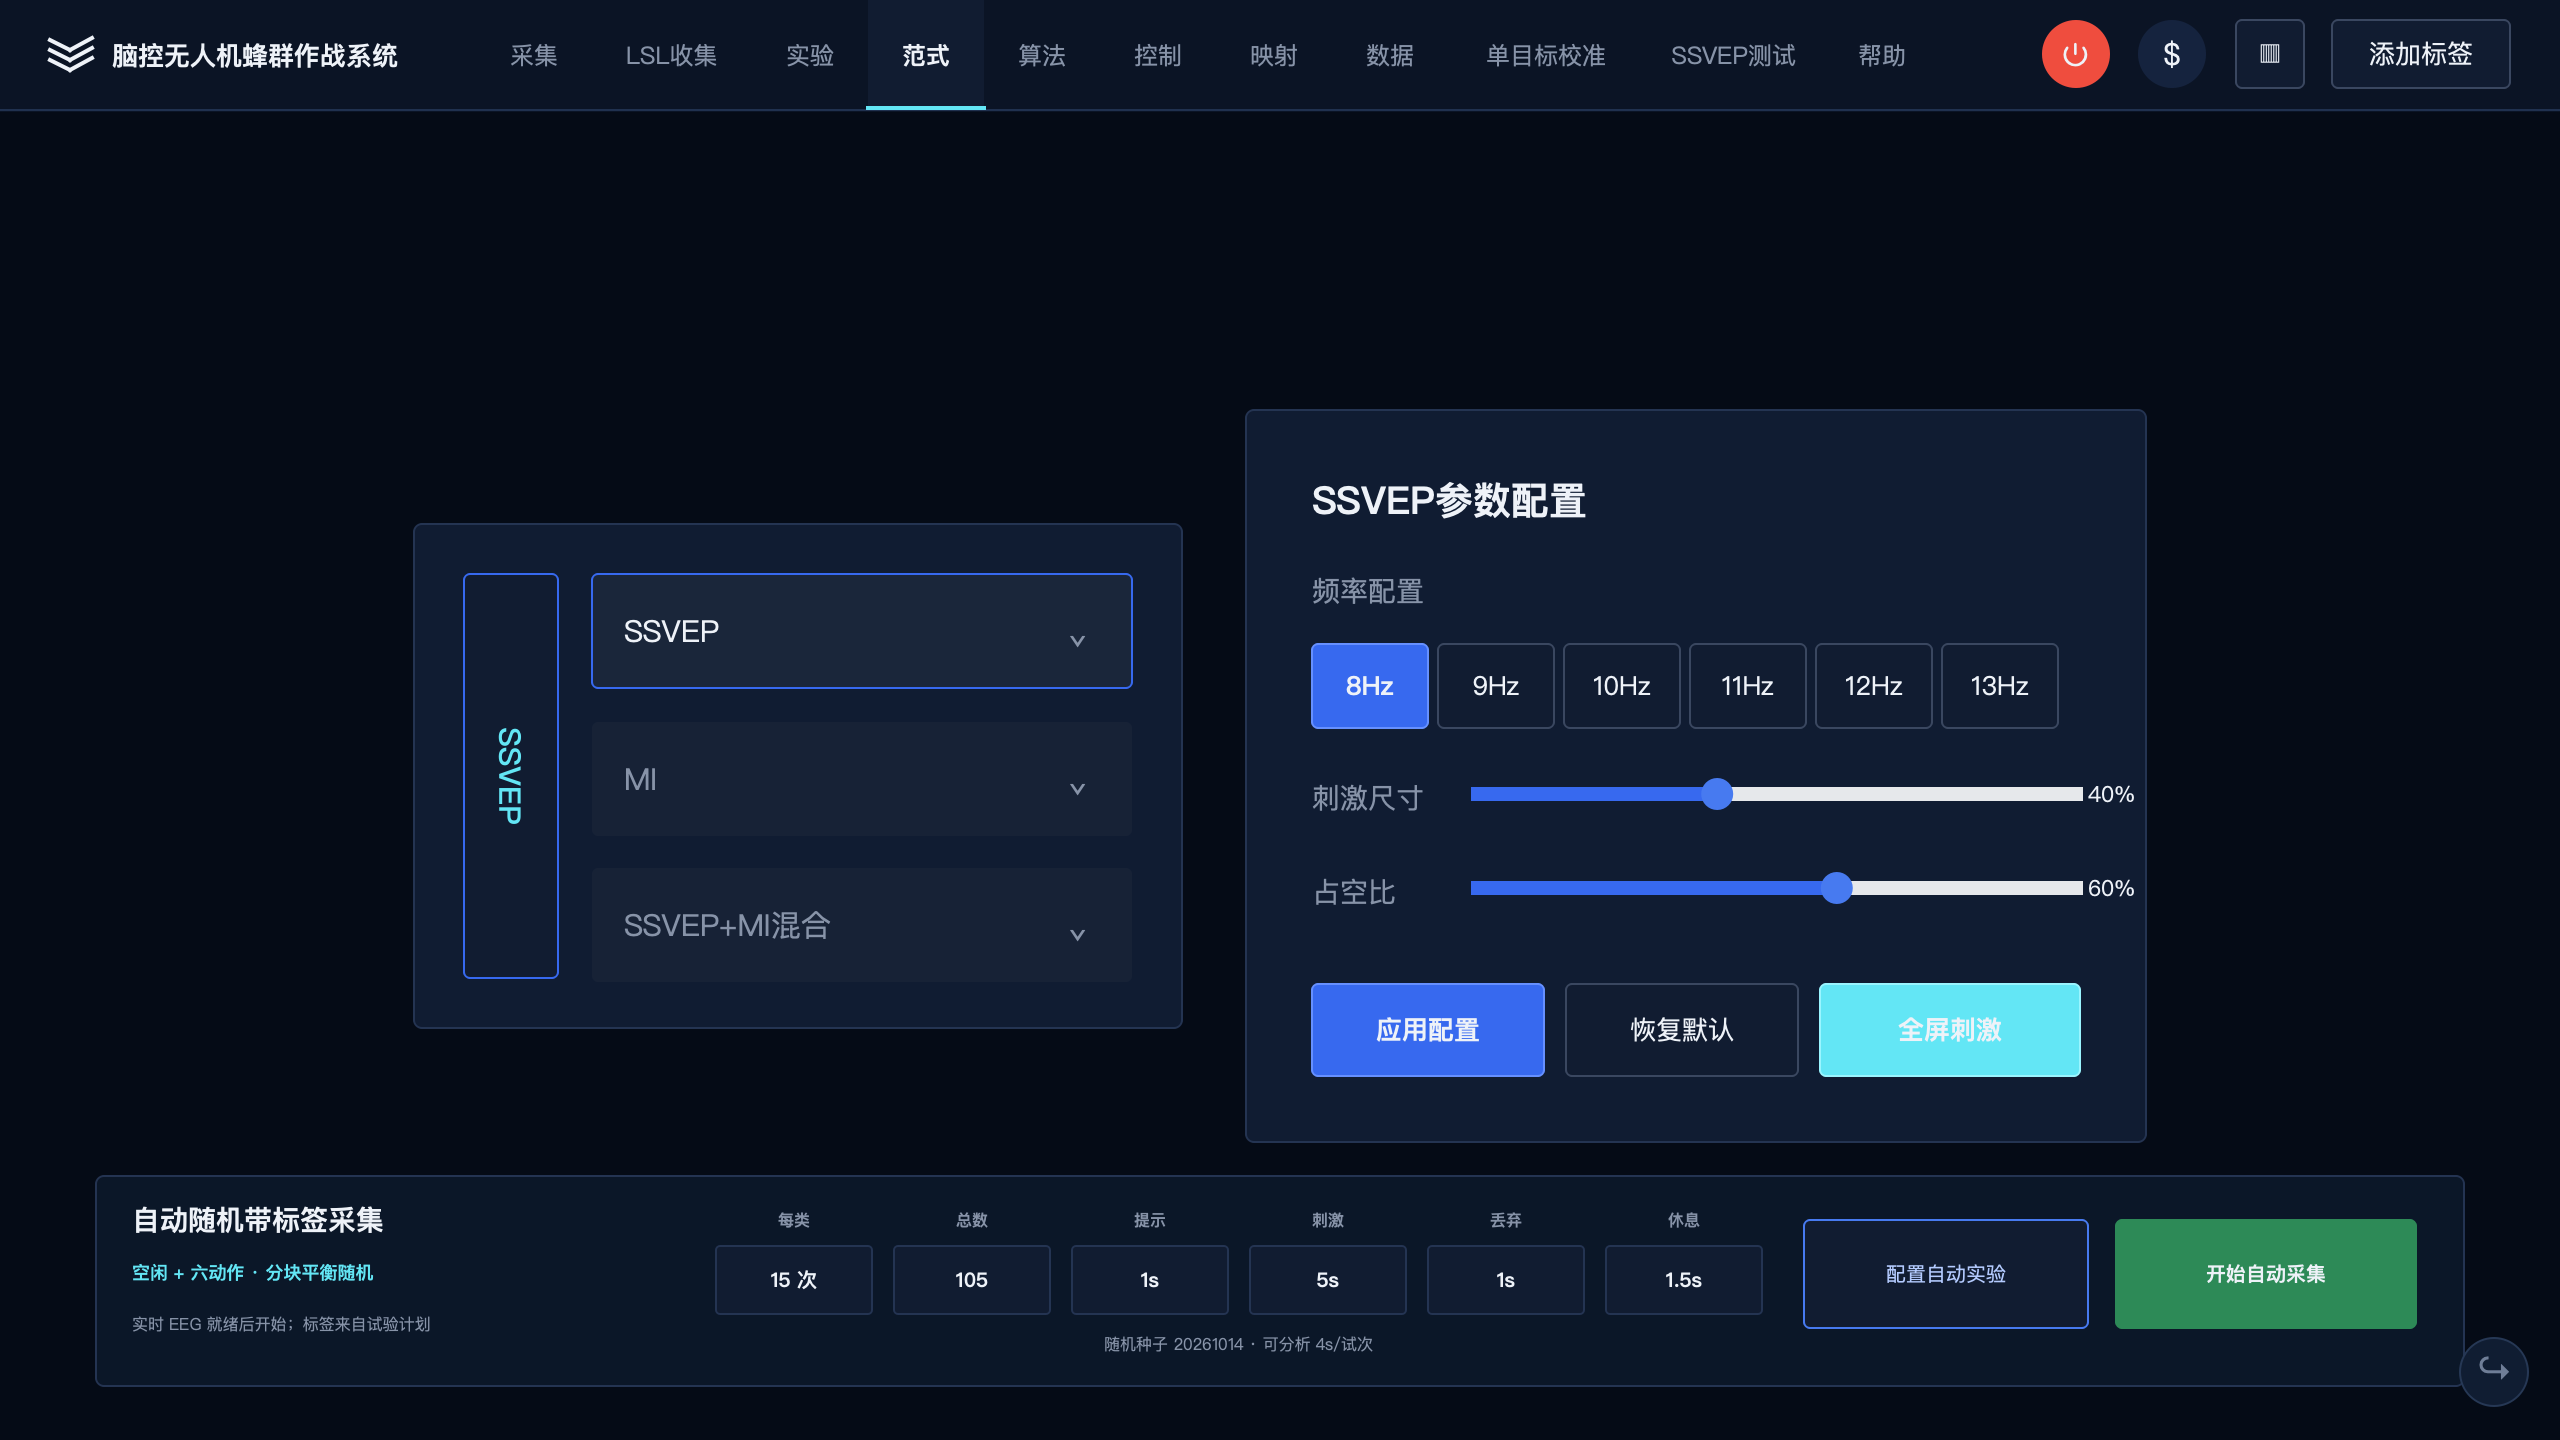 脑控无人机蜂群作战系统
采集
LSL收集
实验
范式
算法
控制
映射
数据
单目标校准
SSVEP测试
帮助
$
添加标签
SSVEP
SSVEP
MI
SSVEP+MI混合
SSVEP参数配置
频率配置
8Hz
9Hz
10Hz
11Hz
12Hz
13Hz
刺激尺寸
40%
占空比
60%
应用配置
恢复默认
全屏刺激
自动随机带标签采集
空闲 + 六动作 · 分块平衡随机
实时 EEG 就绪后开始；标签来自试验计划
每类
总数
提示
刺激
丢弃
休息
15 次
105
1s
5s
1s
1.5s
随机种子 20261014 · 可分析 4s/试次
配置自动实验
开始自动采集